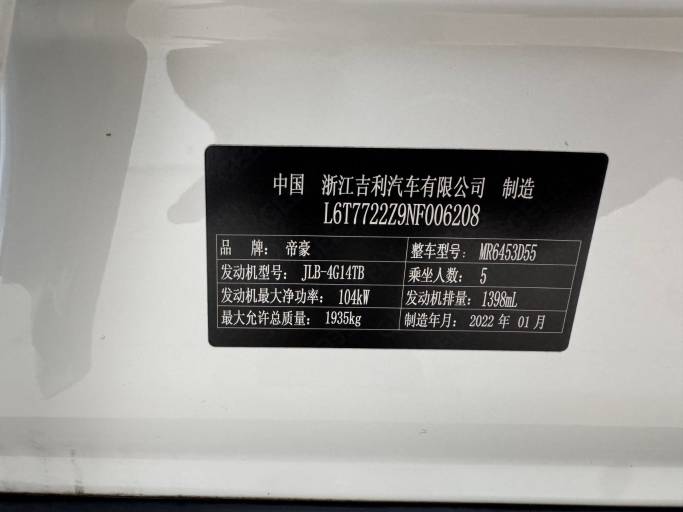 中国 浙江吉利汽车有限公司 制造
L6T7722Z9NF006208
品 牌: 帝豪 整车型号: MR6453D55
发动机型号: JLB-4G14TB 乘坐人数: 5
发动机最大净功率: 104kW 发动机排量: 1398mL
最大允许总质量: 1935kg 制造年月: 2022 年 01 月